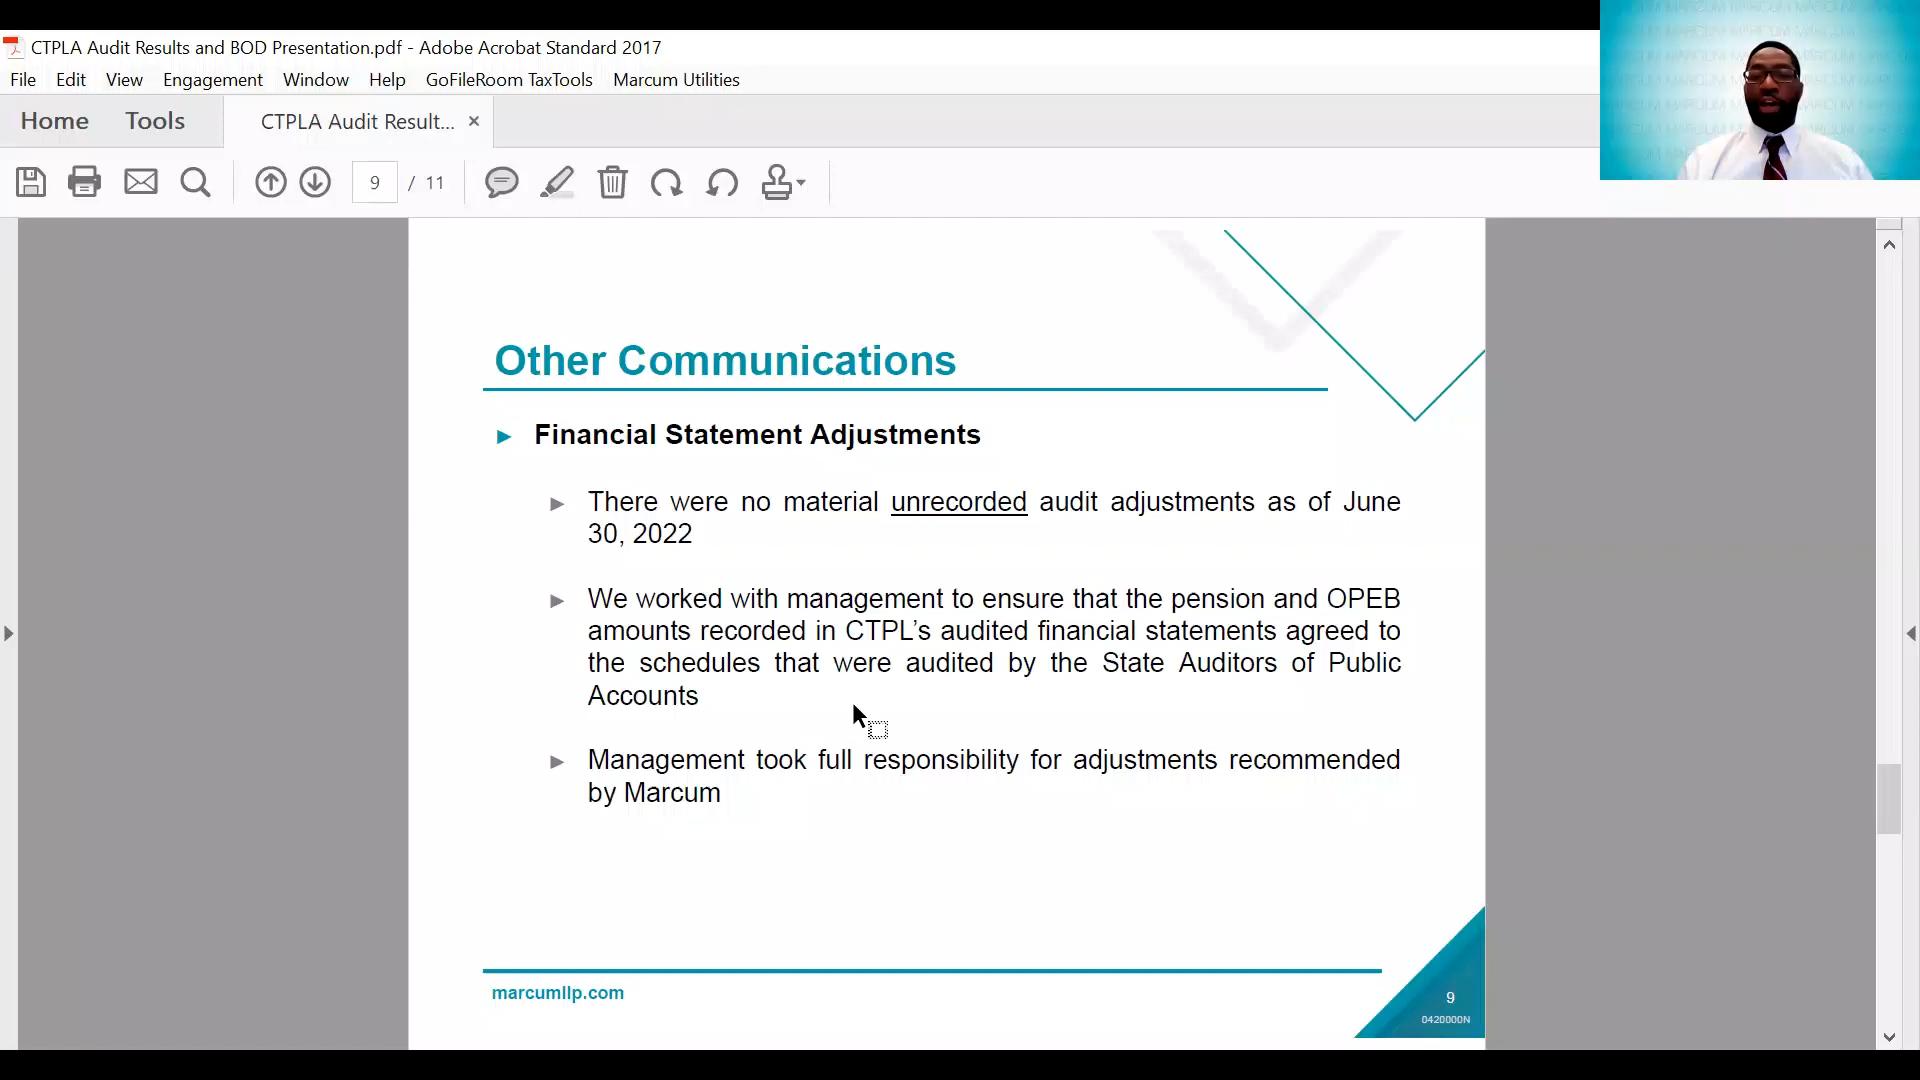 CTPLA Audit Results and BOD Presentation.pdf - Adobe Acrobat Standard 2017
File Edit View Engagement Window Help GoFileRoom TaxTools Marcum Utilities
Home Tools CTPLA Audit Result... ×
9 / 11
Other Communications
Financial Statement Adjustments
There were no material unrecorded audit adjustments as of June
30, 2022
We worked with management to ensure that the pension and OPEB
amounts recorded in CTPL's audited financial statements agreed to
the schedules that were audited by the State Auditors of Public
Accounts
Management took full responsibility for adjustments recommended
by Marcum
marcumllp.com
9
0420000N